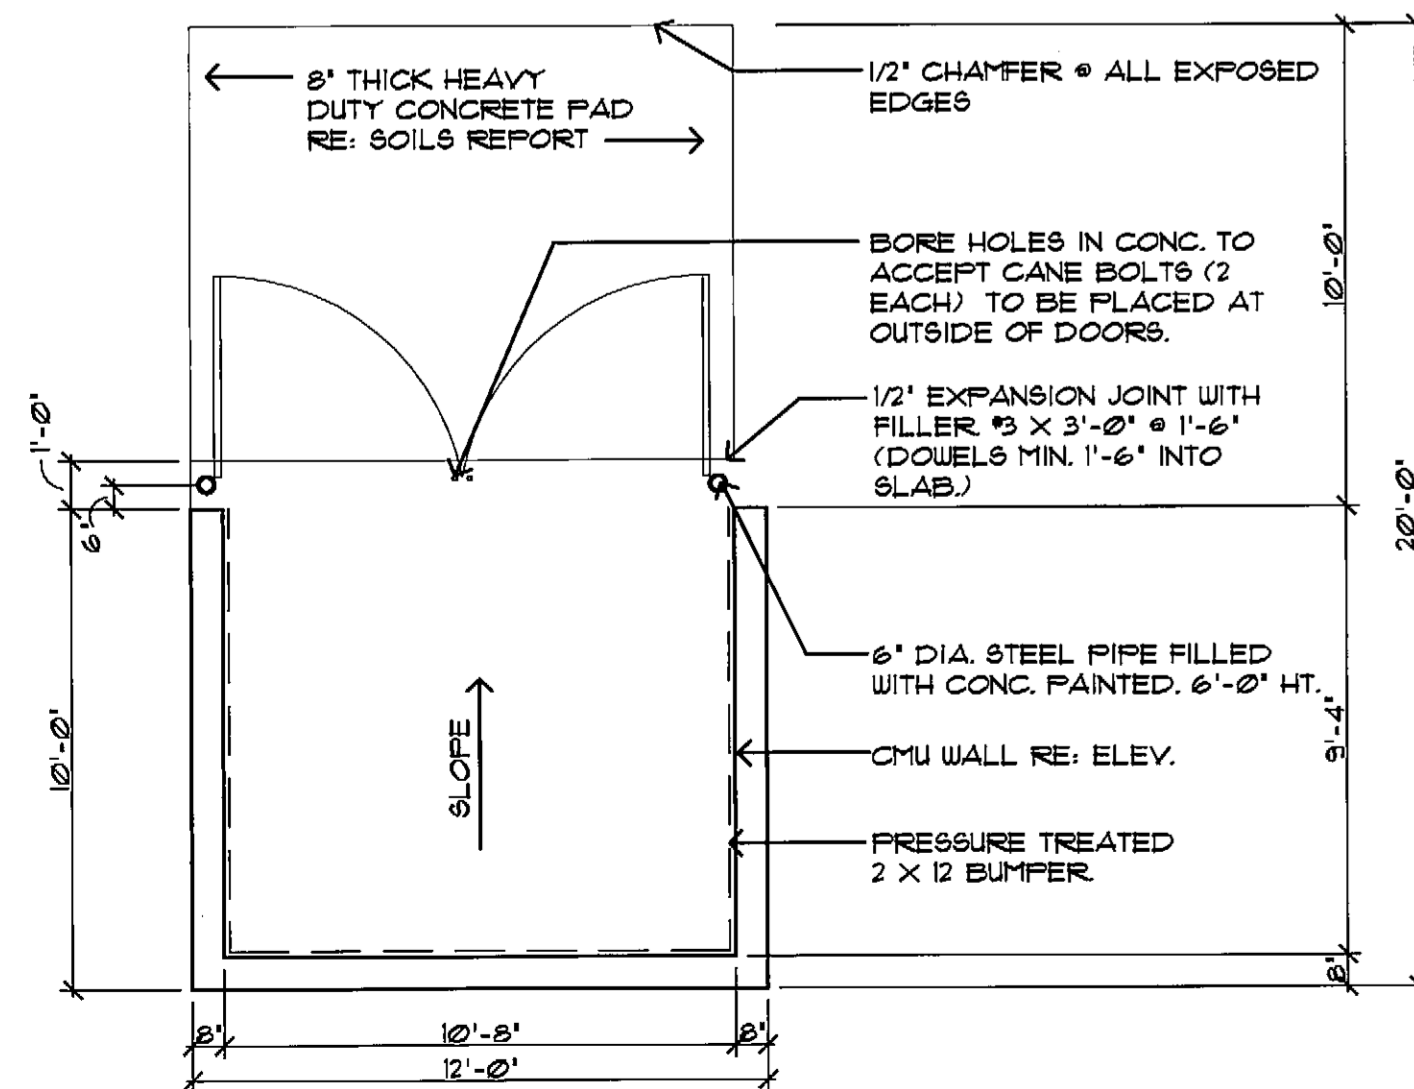 8" THICK HEAVY
DUTY CONCRETE PAD
RE: SOILS REPORT
1/2" CHAMFER @ ALL EXPOSED
EDGES
BORE HOLES IN CONC. TO
ACCEPT CANE BOLTS (2
EACH) TO BE PLACED AT
OUTSIDE OF DOORS.
1/2" EXPANSION JOINT WITH
FILLER #3 X 3'-0" @ 1'-6"
(DOWELS MIN. 1'-6" INTO
SLAB.)
6" DIA. STEEL PIPE FILLED
WITH CONC. PAINTED. 6'-0" HT.
CMU WALL RE: ELEV.
PRESSURE TREATED
2 X 12 BUMPER
SLOPE
1'-0"
6"
10'-0"
10'-0"
9'-4"
8"
20'-0"
8"
10'-8"
8"
12'-0"